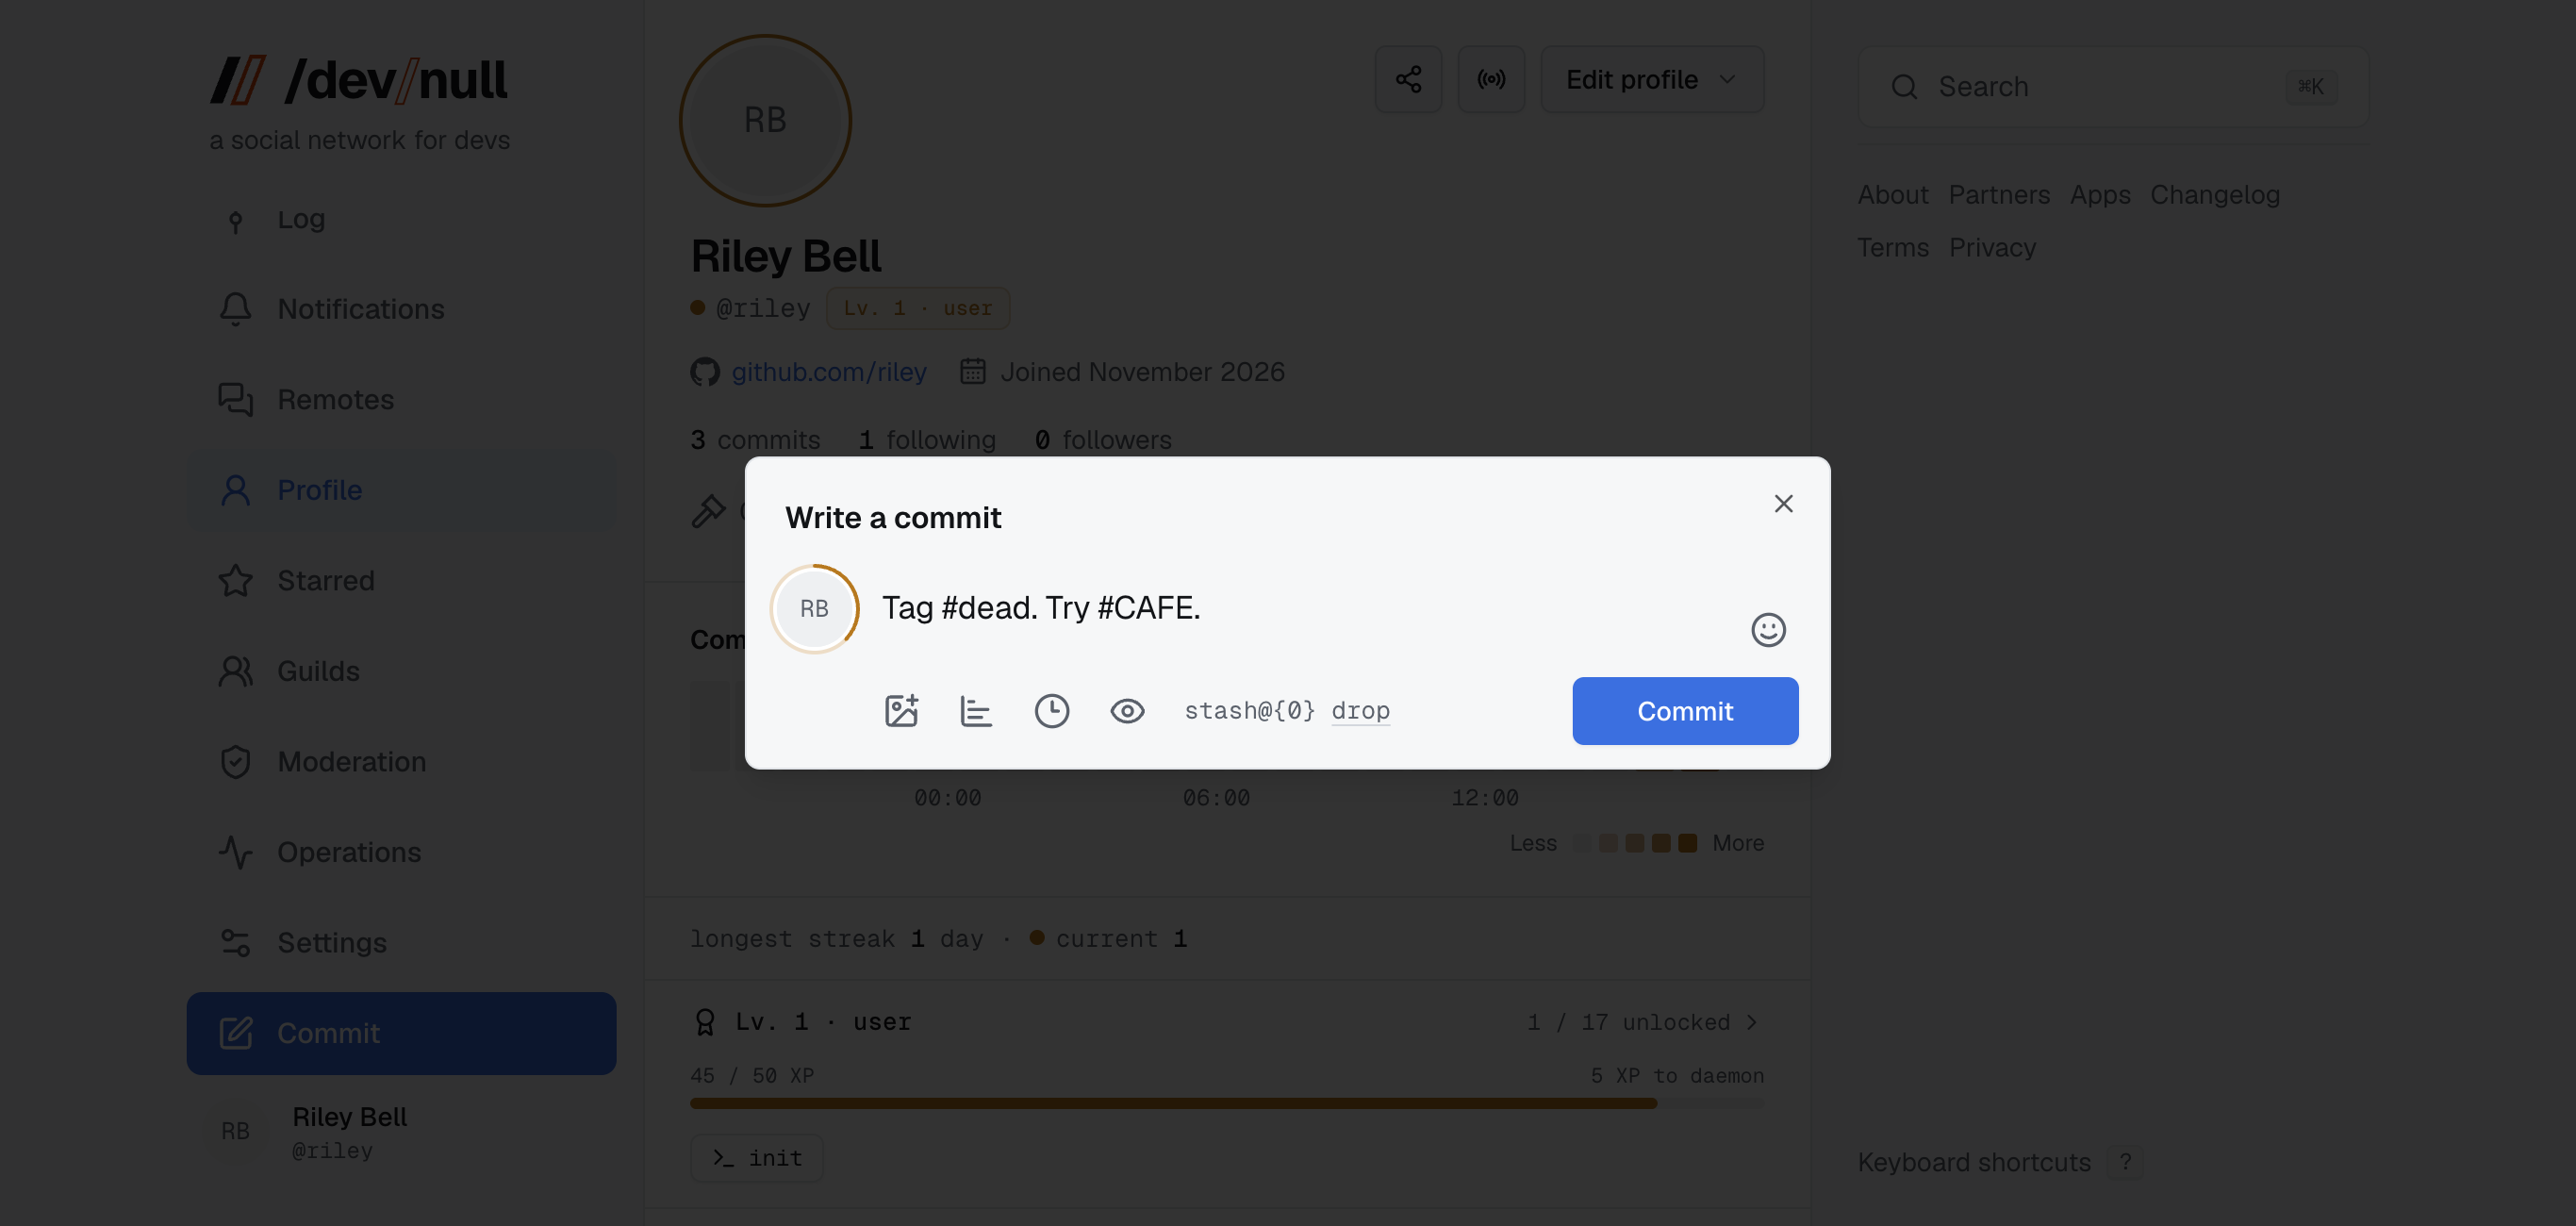 /dev//null
a social network for devs
Log
Notifications
Remotes
Profile
Starred
Guilds
Moderation
Operations
Settings
Commit
RB
Riley Bell
@riley
RB
Edit profile
Riley Bell
@riley Lv. 1 · user
github.com/riley Joined November 2026
3 commits 1 following 0 followers
Write a commit
RB
Tag #dead. Try #CAFE.
stash@{0} drop
Commit
00:00 06:00 12:00
Less More
longest streak 1 day · current 1
Lv. 1 · user
1 / 17 unlocked
45 / 50 XP
5 XP to daemon
init
Search ⌘K
About Partners Apps Changelog
Terms Privacy
Keyboard shortcuts ?